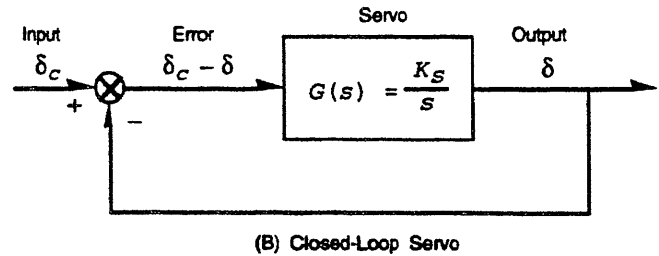 Servo
Input Error Output
δc δc − δ δ
G(s) = Ks/s
+
−
(B) Closed-Loop Servo